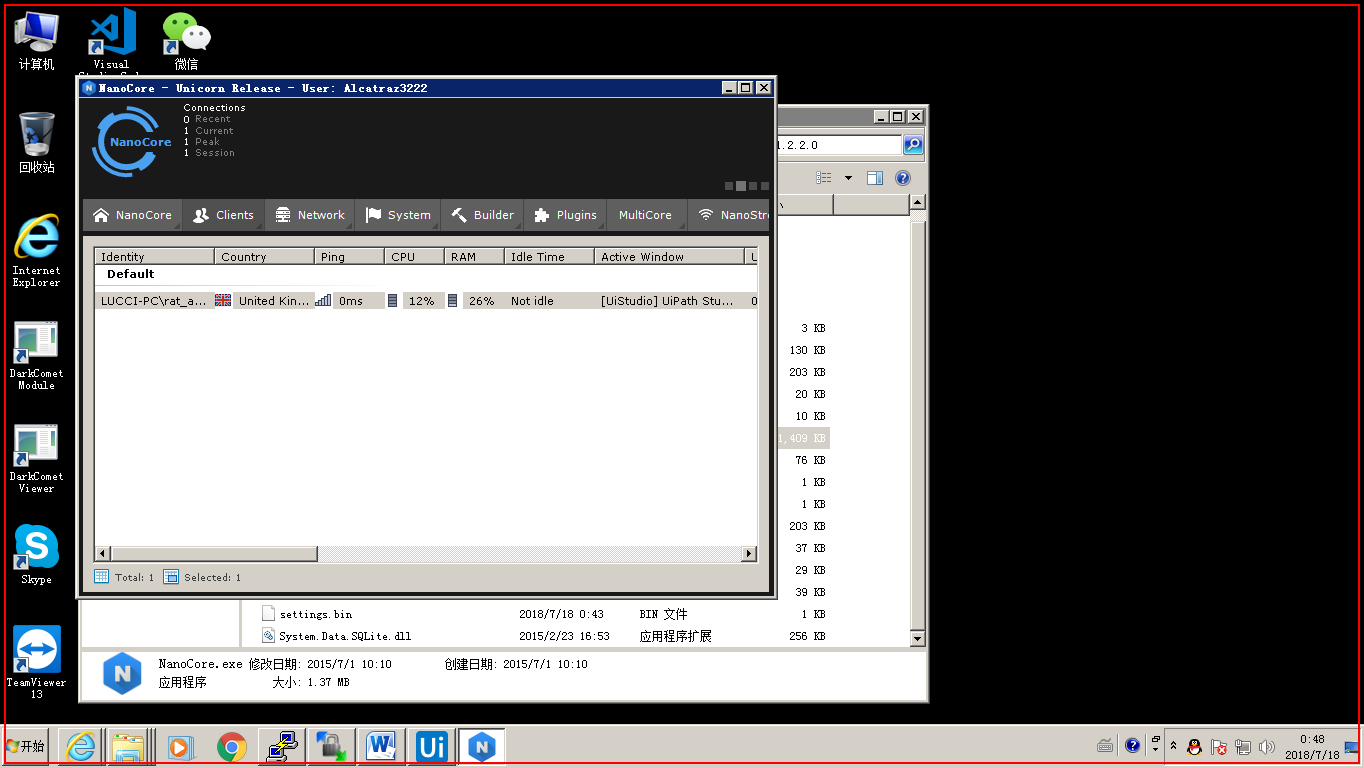 计算机
Visual
微信
回收站
Internet
Explorer
DarkComet
Module
DarkComet
Viewer
Skype
TeamViewer
13
NanoCore - Unicorn Release - User: Alcatraz3222
NanoCore
Connections
0 Recent
1 Current
1 Peak
1 Session
NanoCore
Clients
Network
System
Builder
Plugins
MultiCore
NanoStr
Identity Country Ping CPU RAM Idle Time Active Window
Default
LUCCI-PC\rat_a... United Kin... 0ms 12% 26% Not idle [UiStudio] UiPath Stu... 0
Total: 1 Selected: 1
.2.2.0
3 KB
130 KB
203 KB
20 KB
10 KB
1,409 KB
76 KB
1 KB
1 KB
203 KB
37 KB
29 KB
39 KB
settings.bin 2018/7/18 0:43 BIN 文件 1 KB
System.Data.SQLite.dll 2015/2/23 16:53 应用程序扩展 256 KB
NanoCore.exe 修改日期: 2015/7/1 10:10 创建日期: 2015/7/1 10:10
应用程序 大小: 1.37 MB
开始
Ui
0:48
2018/7/18